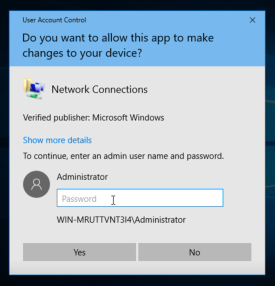 User Account Control
Do you want to allow this app to make
changes to your device?
Network Connections
Verified publisher: Microsoft Windows
Show more details
To continue, enter an admin user name and password.
Administrator
Password
WIN-MRUTTVNT3I4\Administrator
Yes
No